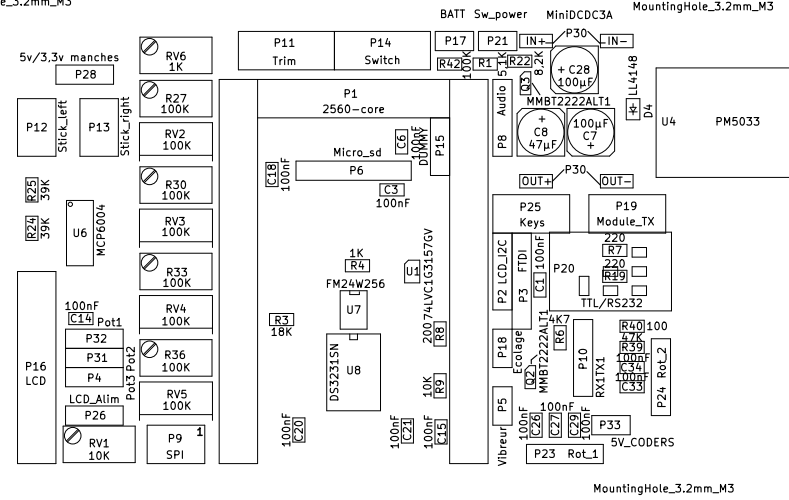 e_3.2mm_M3
MountingHole_3.2mm_M3
BATT
Sw_power
MiniDCDC3A
P17
P21
IN+
P30
IN-
P11
Trim
P14
Switch
R42
100K
R1
5.1K
R22
8.2K
C28
100µF
Q3
MMBT2222ALT1
LL4148
D4
U4
PM5033
5v/3,3v manches
P28
RV6
1K
R27
100K
P12
Stick_left
P13
Stick_right
RV2
100K
P1
2560-core
Audio
P8
C8
47µF
100µF
C7
C6
100nF
DUMMY
P15
Micro_sd
P6
C18
100nF
C3
100nF
OUT+
P30
OUT-
R25
39K
R24
39K
U6
MCP6004
R30
100K
RV3
100K
P25
Keys
P19
Module_TX
R33
100K
1K
R4
U1
74LVC1G3157GV
FM24W256
U7
LCD_I2C
P2
FTDI
P3
100nF
C1
P20
220
R7
220
R19
TTL/RS232
100nF
C14
Pot1
P32
P31
Pot2
P4
Pot3
RV4
100K
R3
18K
DS3231SN
U8
200
R8
P18
Ecolage
MMBT2222ALT1
Q2
4K7
R6
P10
RX1TX1
R40
100
47K
R39
100nF
C34
100nF
C33
P24
Rot_2
P16
LCD
R36
100K
RV5
100K
10K
R9
P5
Vibreur
LCD_Alim
P26
RV1
10K
P9
SPI
1
100nF
C20
100nF
C21
100nF
C15
100nF
100nF
C26
C27
C29
100nF
P33
5V_CODERS
P23
Rot_1
MountingHole_3.2mm_M3